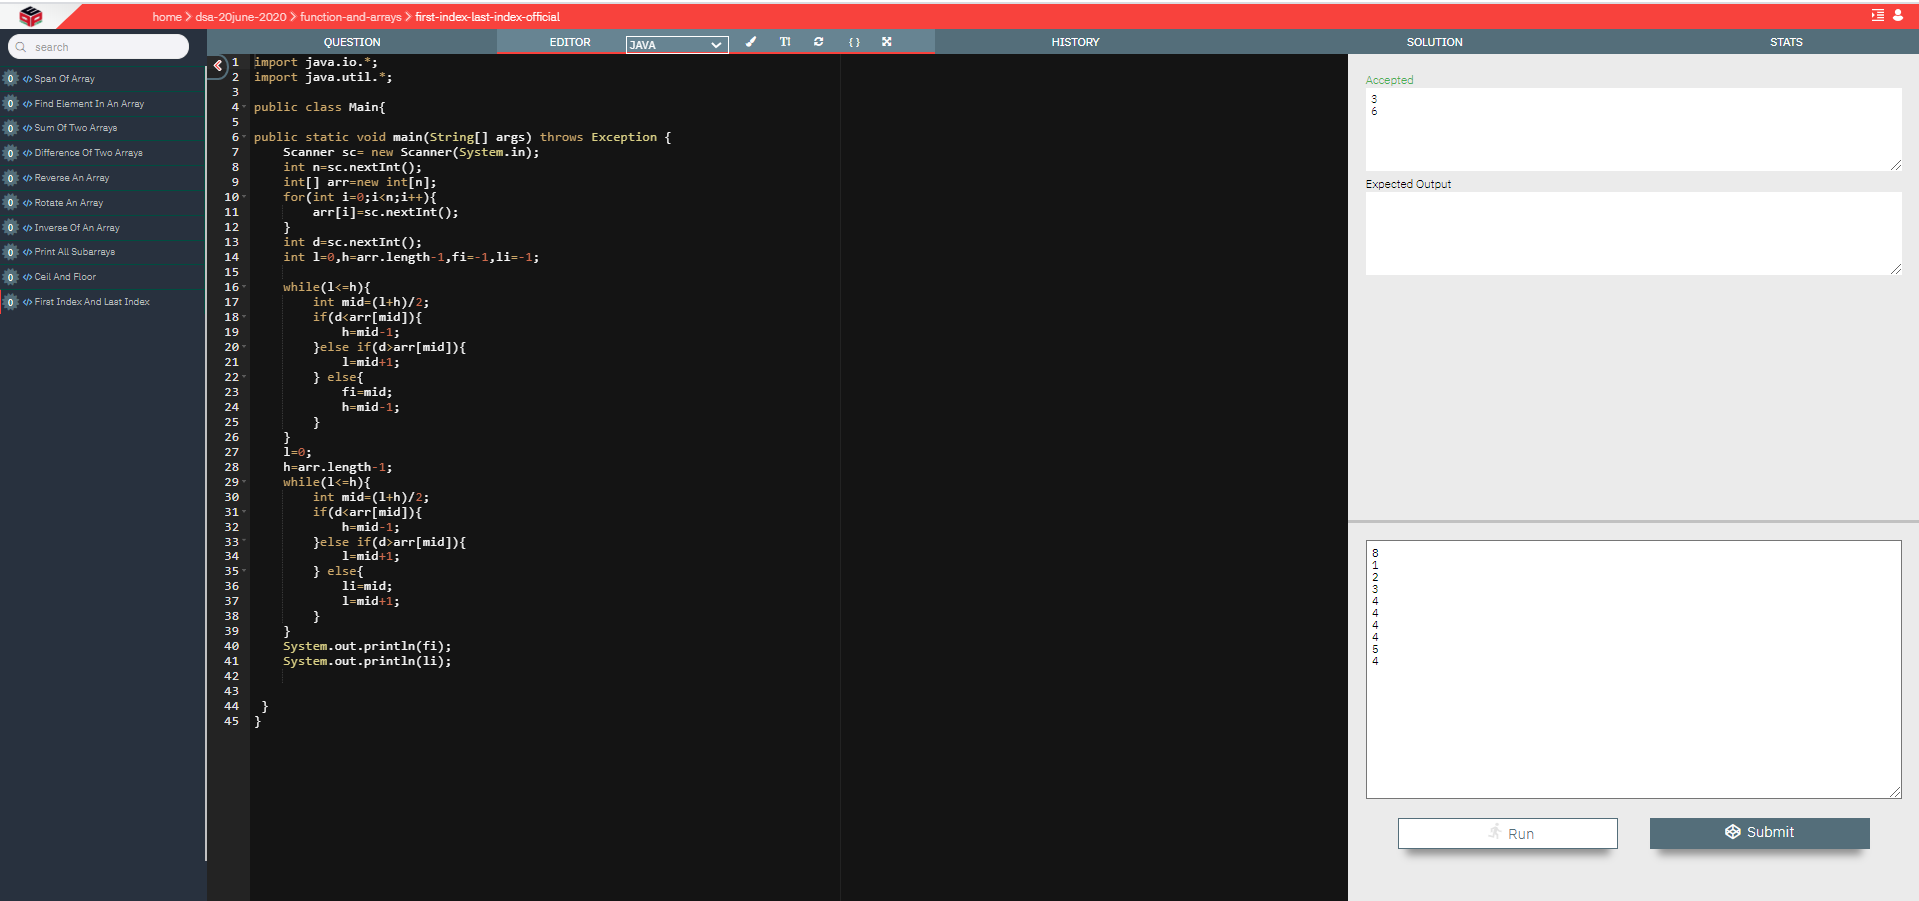 home > dsa-20june-2020 > function-and-arrays > first-index-last-index-official
search
0 </> Span Of Array
0 </> Find Element In An Array
0 </> Sum Of Two Arrays
0 </> Difference Of Two Arrays
0 </> Reverse An Array
0 </> Rotate An Array
0 </> Inverse Of An Array
0 </> Print All Subarrays
0 </> Ceil And Floor
0 </> First Index And Last Index
QUESTION EDITOR JAVA TI { } HISTORY SOLUTION STATS
1 import java.io.*;
2 import java.util.*;
3
4 public class Main{
5
6 public static void main(String[] args) throws Exception {
7     Scanner sc= new Scanner(System.in);
8     int n=sc.nextInt();
9     int[] arr=new int[n];
10     for(int i=0;i<n;i++){
11         arr[i]=sc.nextInt();
12     }
13     int d=sc.nextInt();
14     int l=0,h=arr.length-1,fi=-1,li=-1;
15
16     while(l<=h){
17         int mid=(l+h)/2;
18         if(d<arr[mid]){
19             h=mid-1;
20         }else if(d>arr[mid]){
21             l=mid+1;
22         } else{
23             fi=mid;
24             h=mid-1;
25         }
26     }
27     l=0;
28     h=arr.length-1;
29     while(l<=h){
30         int mid=(l+h)/2;
31         if(d<arr[mid]){
32             h=mid-1;
33         }else if(d>arr[mid]){
34             l=mid+1;
35         } else{
36             li=mid;
37             l=mid+1;
38         }
39     }
40     System.out.println(fi);
41     System.out.println(li);
42
43
44  }
45 }
Accepted
3
6
Expected Output
8
1
2
3
4
4
4
4
5
4
Run
Submit